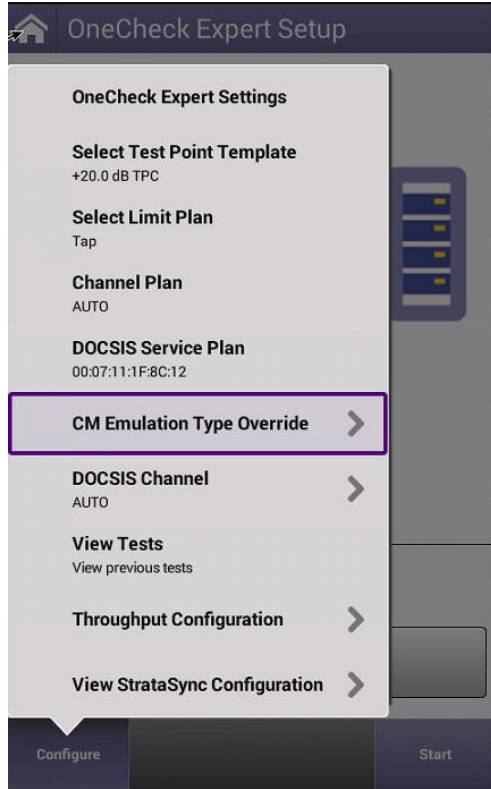 OneCheck Expert Setup
OneCheck Expert Settings
Select Test Point Template
+20.0 dB TPC
Select Limit Plan
Tap
Channel Plan
AUTO
DOCSIS Service Plan
00:07:11:1F:8C:12
CM Emulation Type Override
DOCSIS Channel
AUTO
View Tests
View previous tests
Throughput Configuration
View StrataSync Configuration
Configure
Start